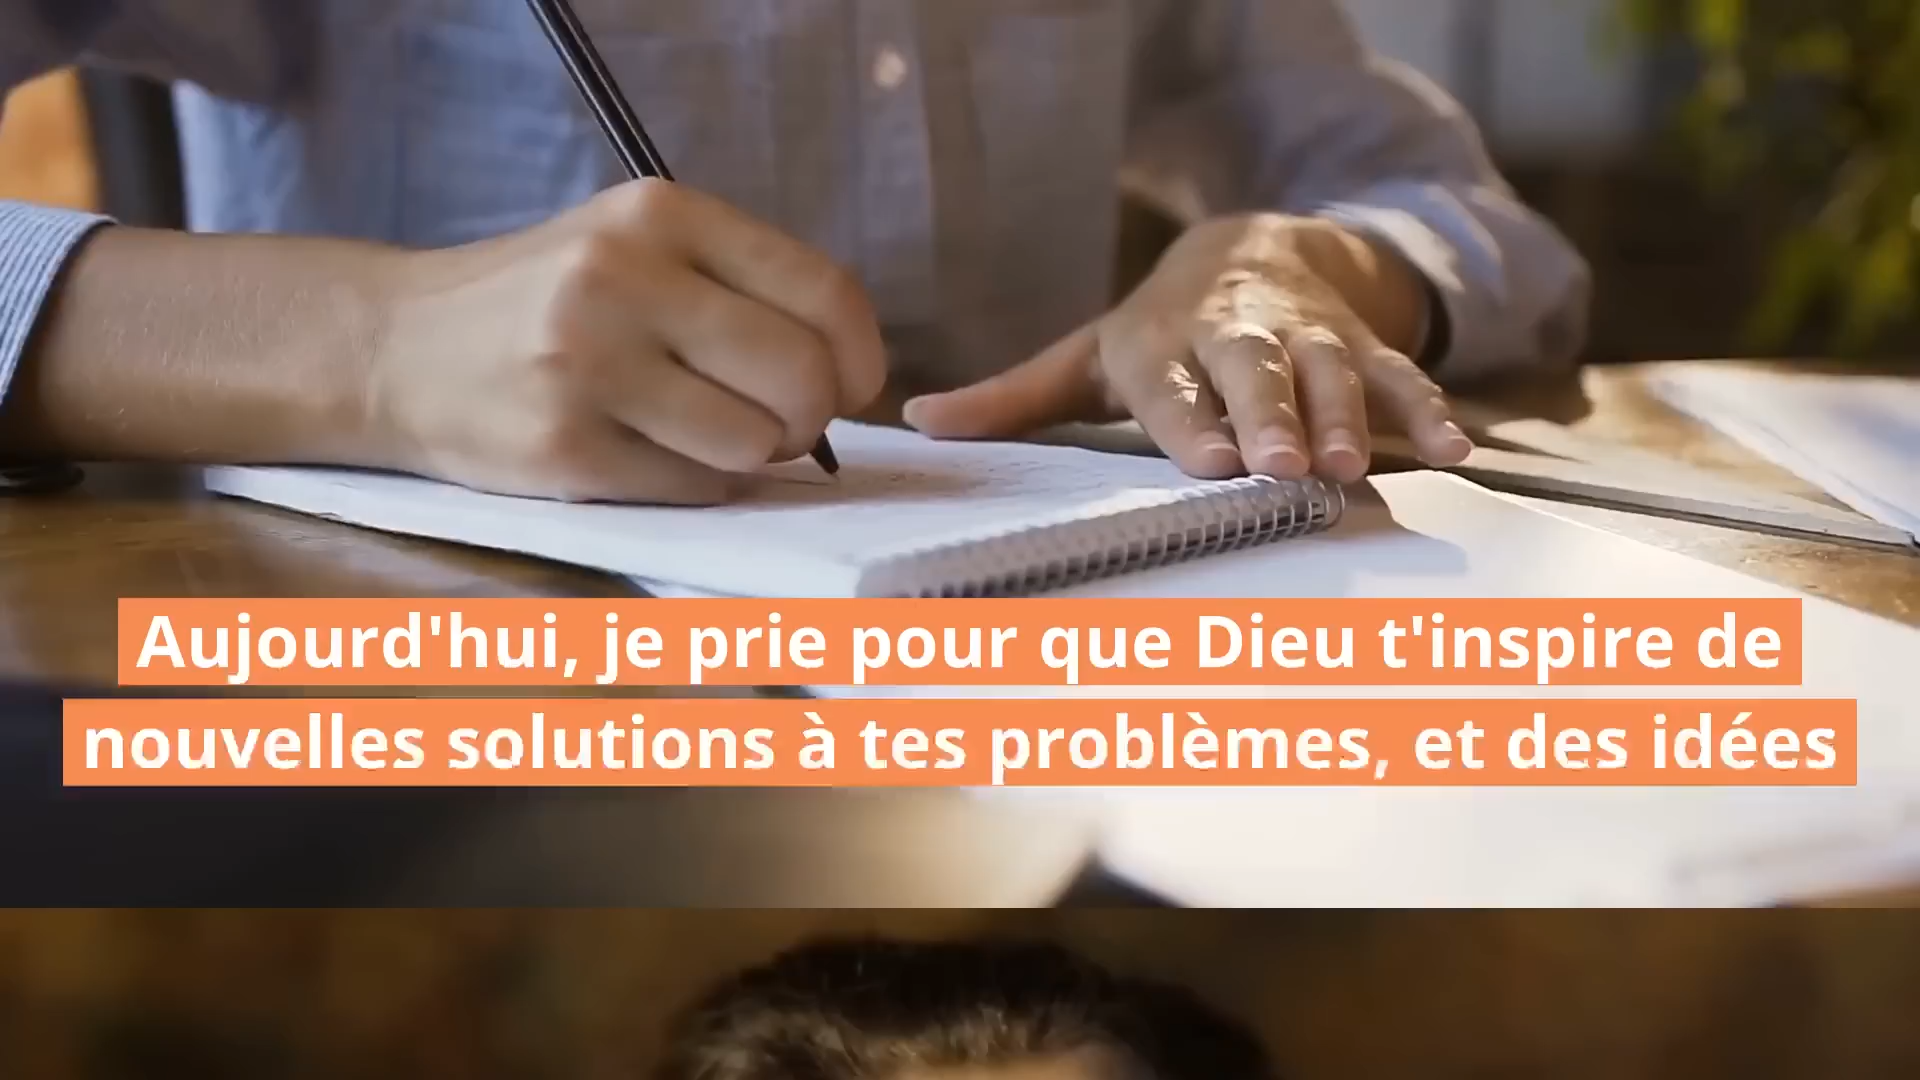 Aujourd'hui, je prie pour que Dieu t'inspire de
nouvelles solutions à tes problèmes, et des idées